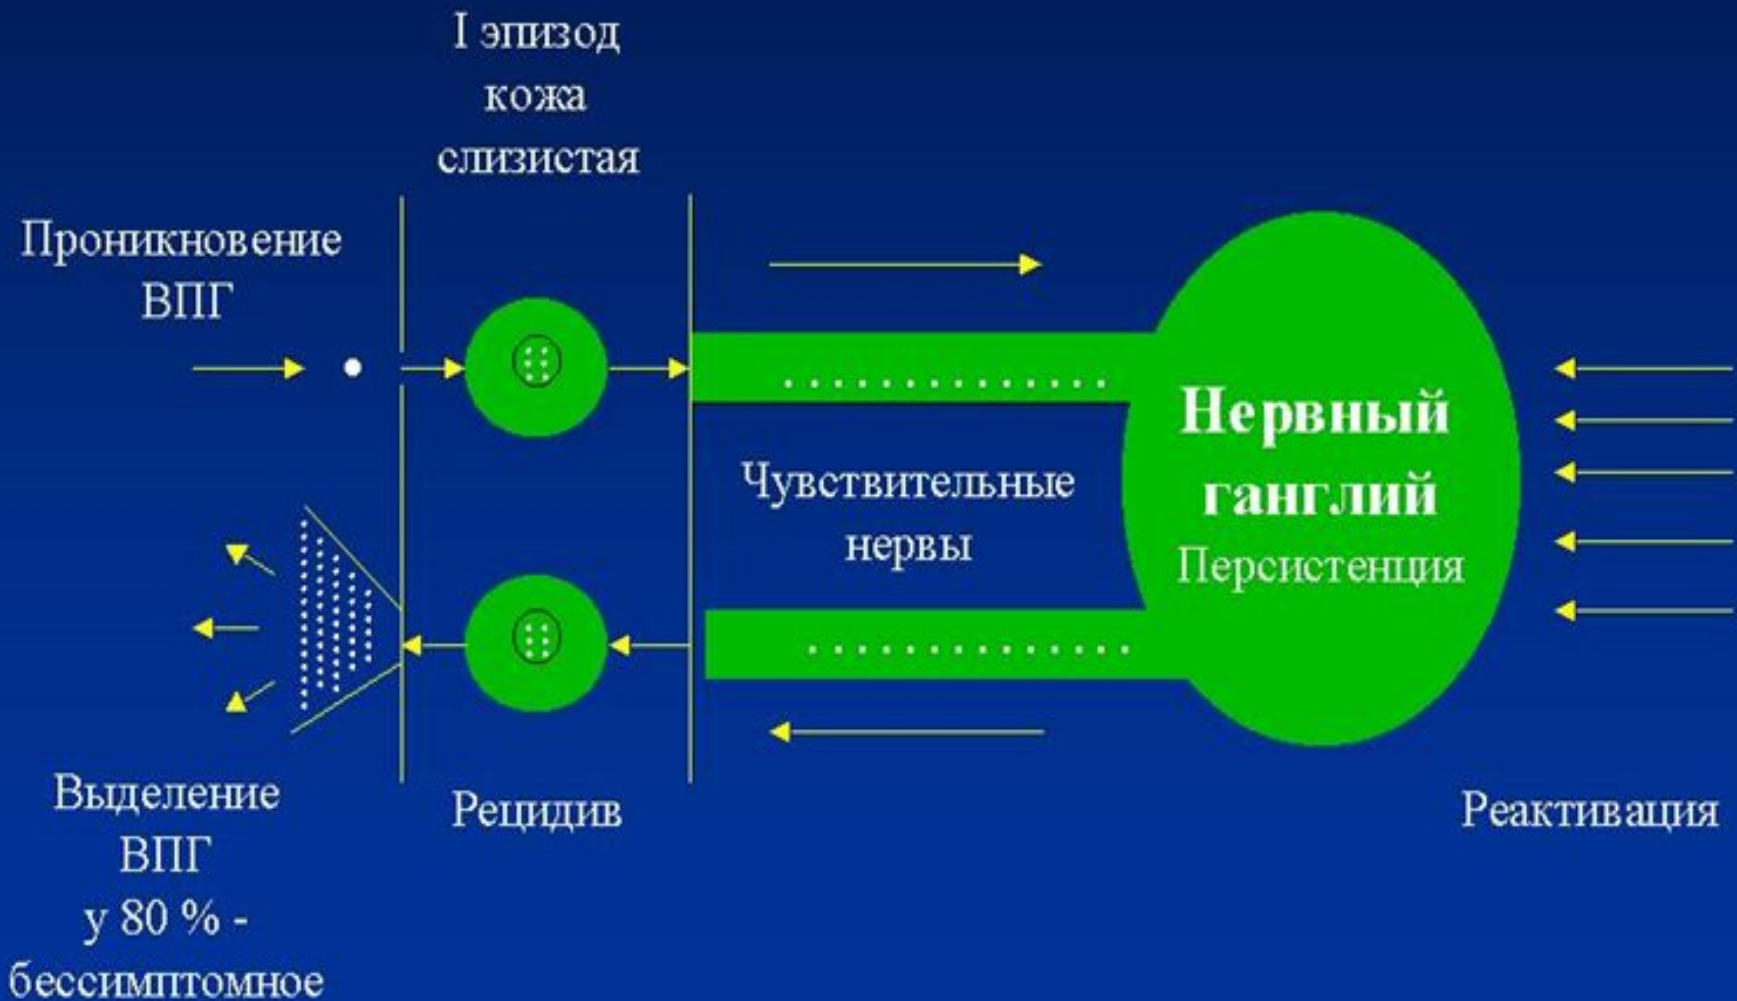 I эпизод
кожа
слизистая
Проникновение
ВПГ
Чувствительные
нервы
Нервный
ганглий
Персистенция
Выделение
ВПГ
у 80 % -
бессимптомное
Рецидив
Реактивация